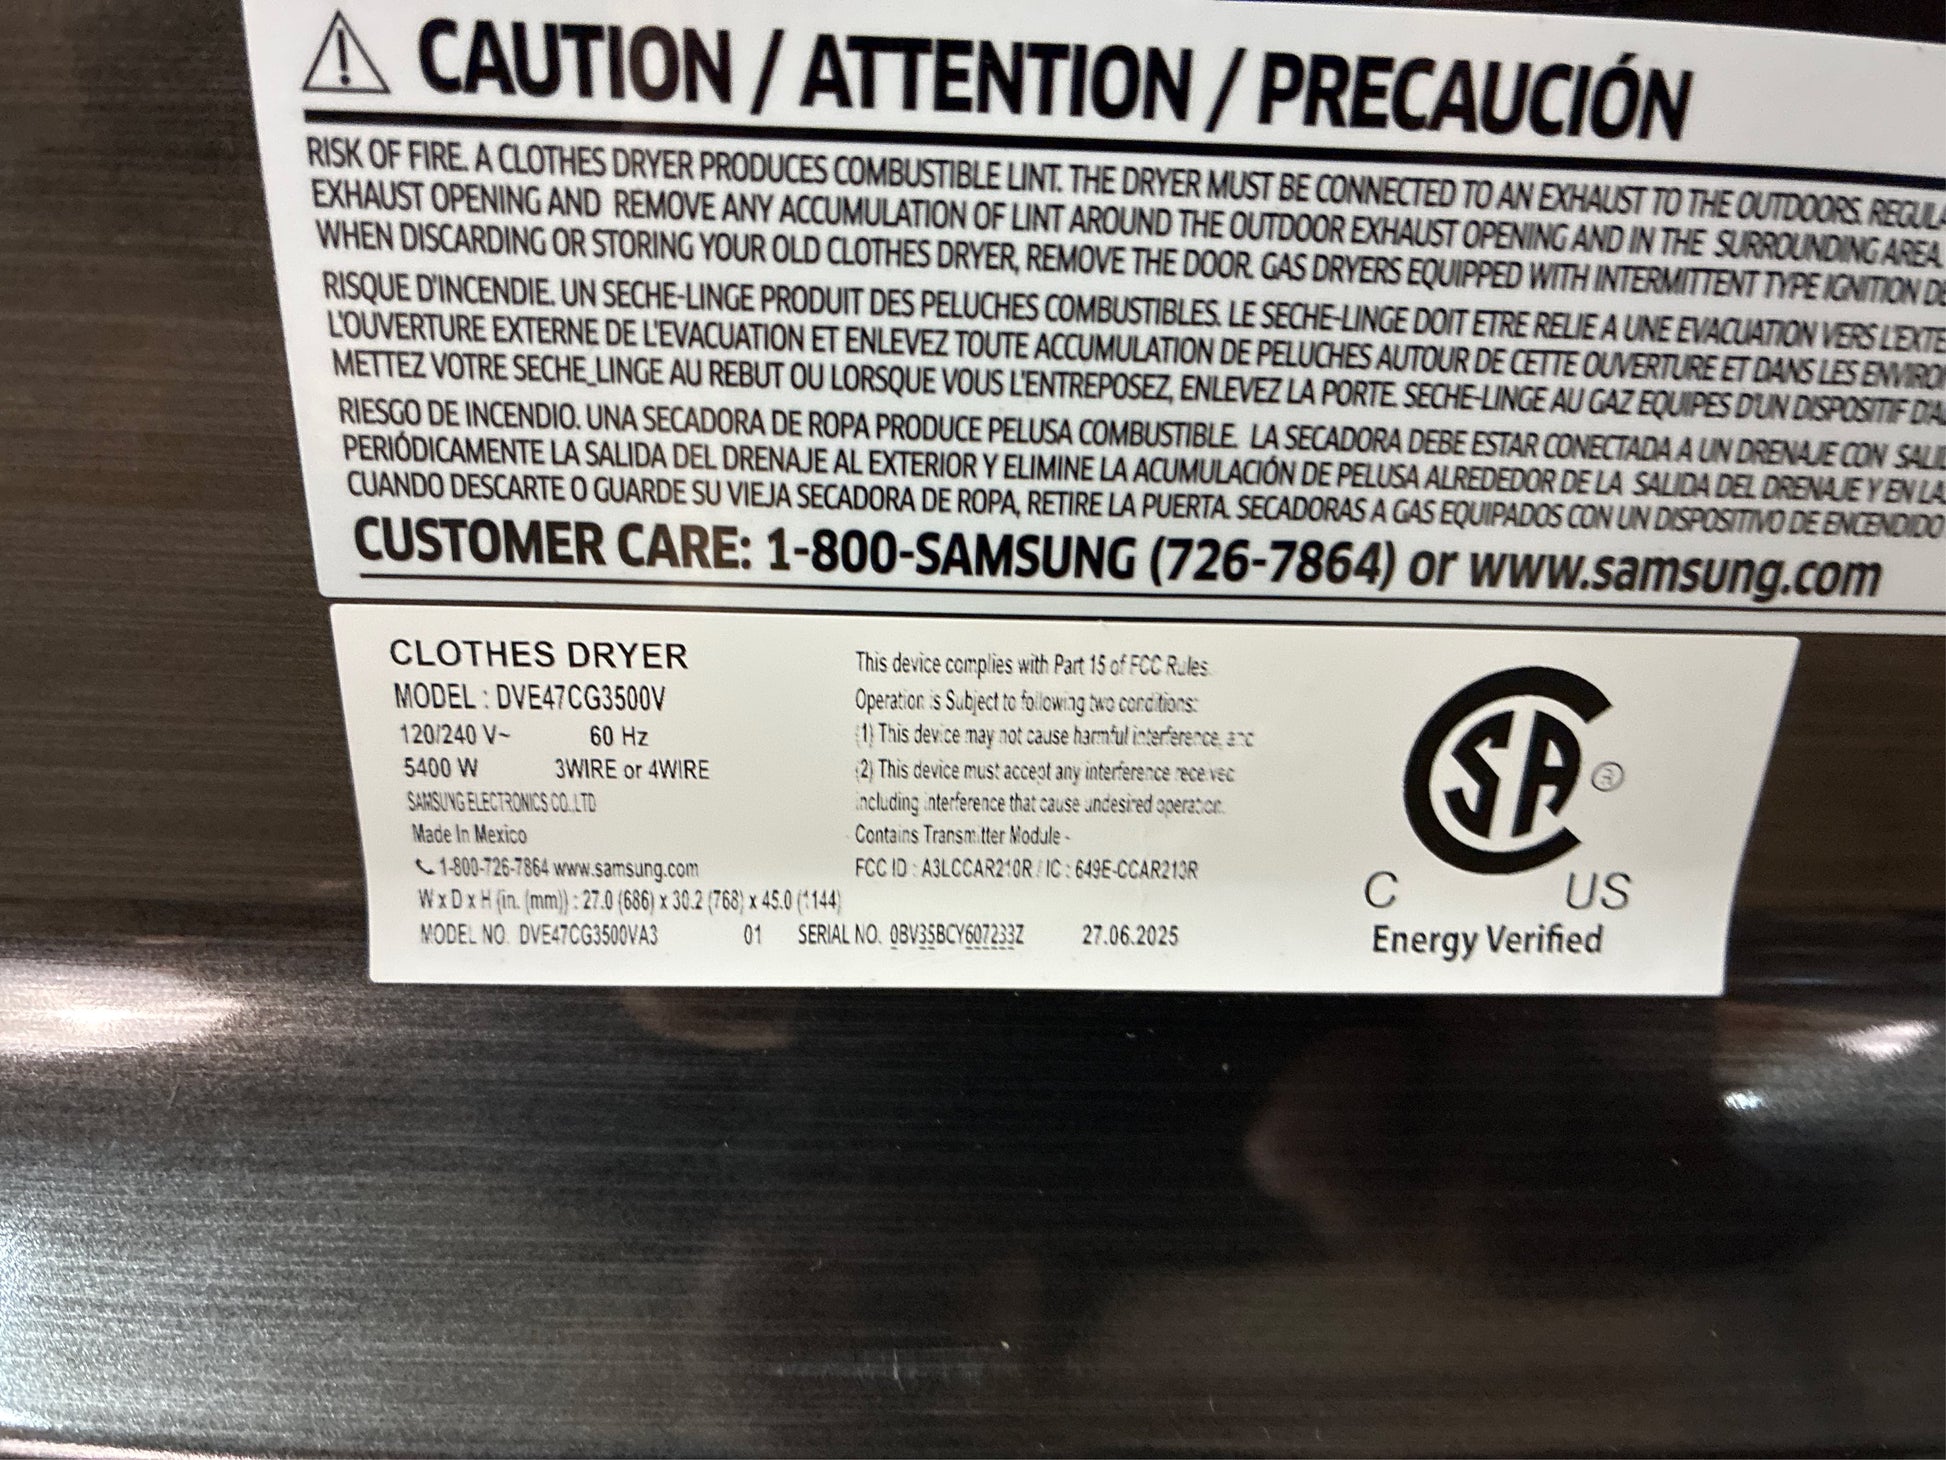 CAUTION / ATTENTION / PRECAUCIÓN
RISK OF FIRE. A CLOTHES DRYER PRODUCES COMBUSTIBLE LINT. THE DRYER MUST BE CONNECTED TO AN EXHAUST TO THE OUTDOORS. REGULA
EXHAUST OPENING AND REMOVE ANY ACCUMULATION OF LINT AROUND THE OUTDOOR EXHAUST OPENING AND IN THE SURROUNDING AREA.
WHEN DISCARDING OR STORING YOUR OLD CLOTHES DRYER, REMOVE THE DOOR. GAS DRYERS EQUIPPED WITH INTERMITTENT TYPE IGNITION DE
RISQUE D'INCENDIE. UN SECHE-LINGE PRODUIT DES PELUCHES COMBUSTIBLES. LE SECHE-LINGE DOIT ETRE RELIE A UNE EVACUATION VERS L'EXTE
L'OUVERTURE EXTERNE DE L'EVACUATION ET ENLEVEZ TOUTE ACCUMULATION DE PELUCHES AUTOUR DE CETTE OUVERTURE ET DANS LES ENVIRO
METTEZ VOTRE SECHE_LINGE AU REBUT OU LORSQUE VOUS L'ENTREPOSEZ, ENLEVEZ LA PORTE. SECHE-LINGE AU GAZ EQUIPES D'UN DISPOSITIF D'A
RIESGO DE INCENDIO. UNA SECADORA DE ROPA PRODUCE PELUSA COMBUSTIBLE. LA SECADORA DEBE ESTAR CONECTADA A UN DRENAJE CON SALI
PERIÓDICAMENTE LA SALIDA DEL DRENAJE AL EXTERIOR Y ELIMINE LA ACUMULACIÓN DE PELUSA ALREDEDOR DE LA SALIDA DEL DRENAJE Y EN LA
CUANDO DESCARTE O GUARDE SU VIEJA SECADORA DE ROPA, RETIRE LA PUERTA. SECADORAS A GAS EQUIPADOS CON UN DISPOSITIVO DE ENCENDIDO
CUSTOMER CARE: 1-800-SAMSUNG (726-7864) or www.samsung.com
CLOTHES DRYER
MODEL : DVE47CG3500V
120/240 V~ 60 Hz
5400 W 3WIRE or 4WIRE
SAMSUNG ELECTRONICS CO.,LTD
Made In Mexico
1-800-726-7864 www.samsung.com
W x D x H (in. (mm)) : 27.0 (686) x 30.2 (768) x 45.0 (1144)
MODEL NO. DVE47CG3500VA3 01 SERIAL NO. 0BV35BCY607233Z 27.06.2025
This device complies with Part 15 of FCC Rules.
Operation is Subject to following two conditions:
(1) This device may not cause harmful interference, and
(2) This device must accept any interference received
including interference that cause undesired operation.
Contains Transmitter Module -
FCC ID : A3LCCAR210R / IC : 649E-CCAR210R
CSA ®
C US
Energy Verified